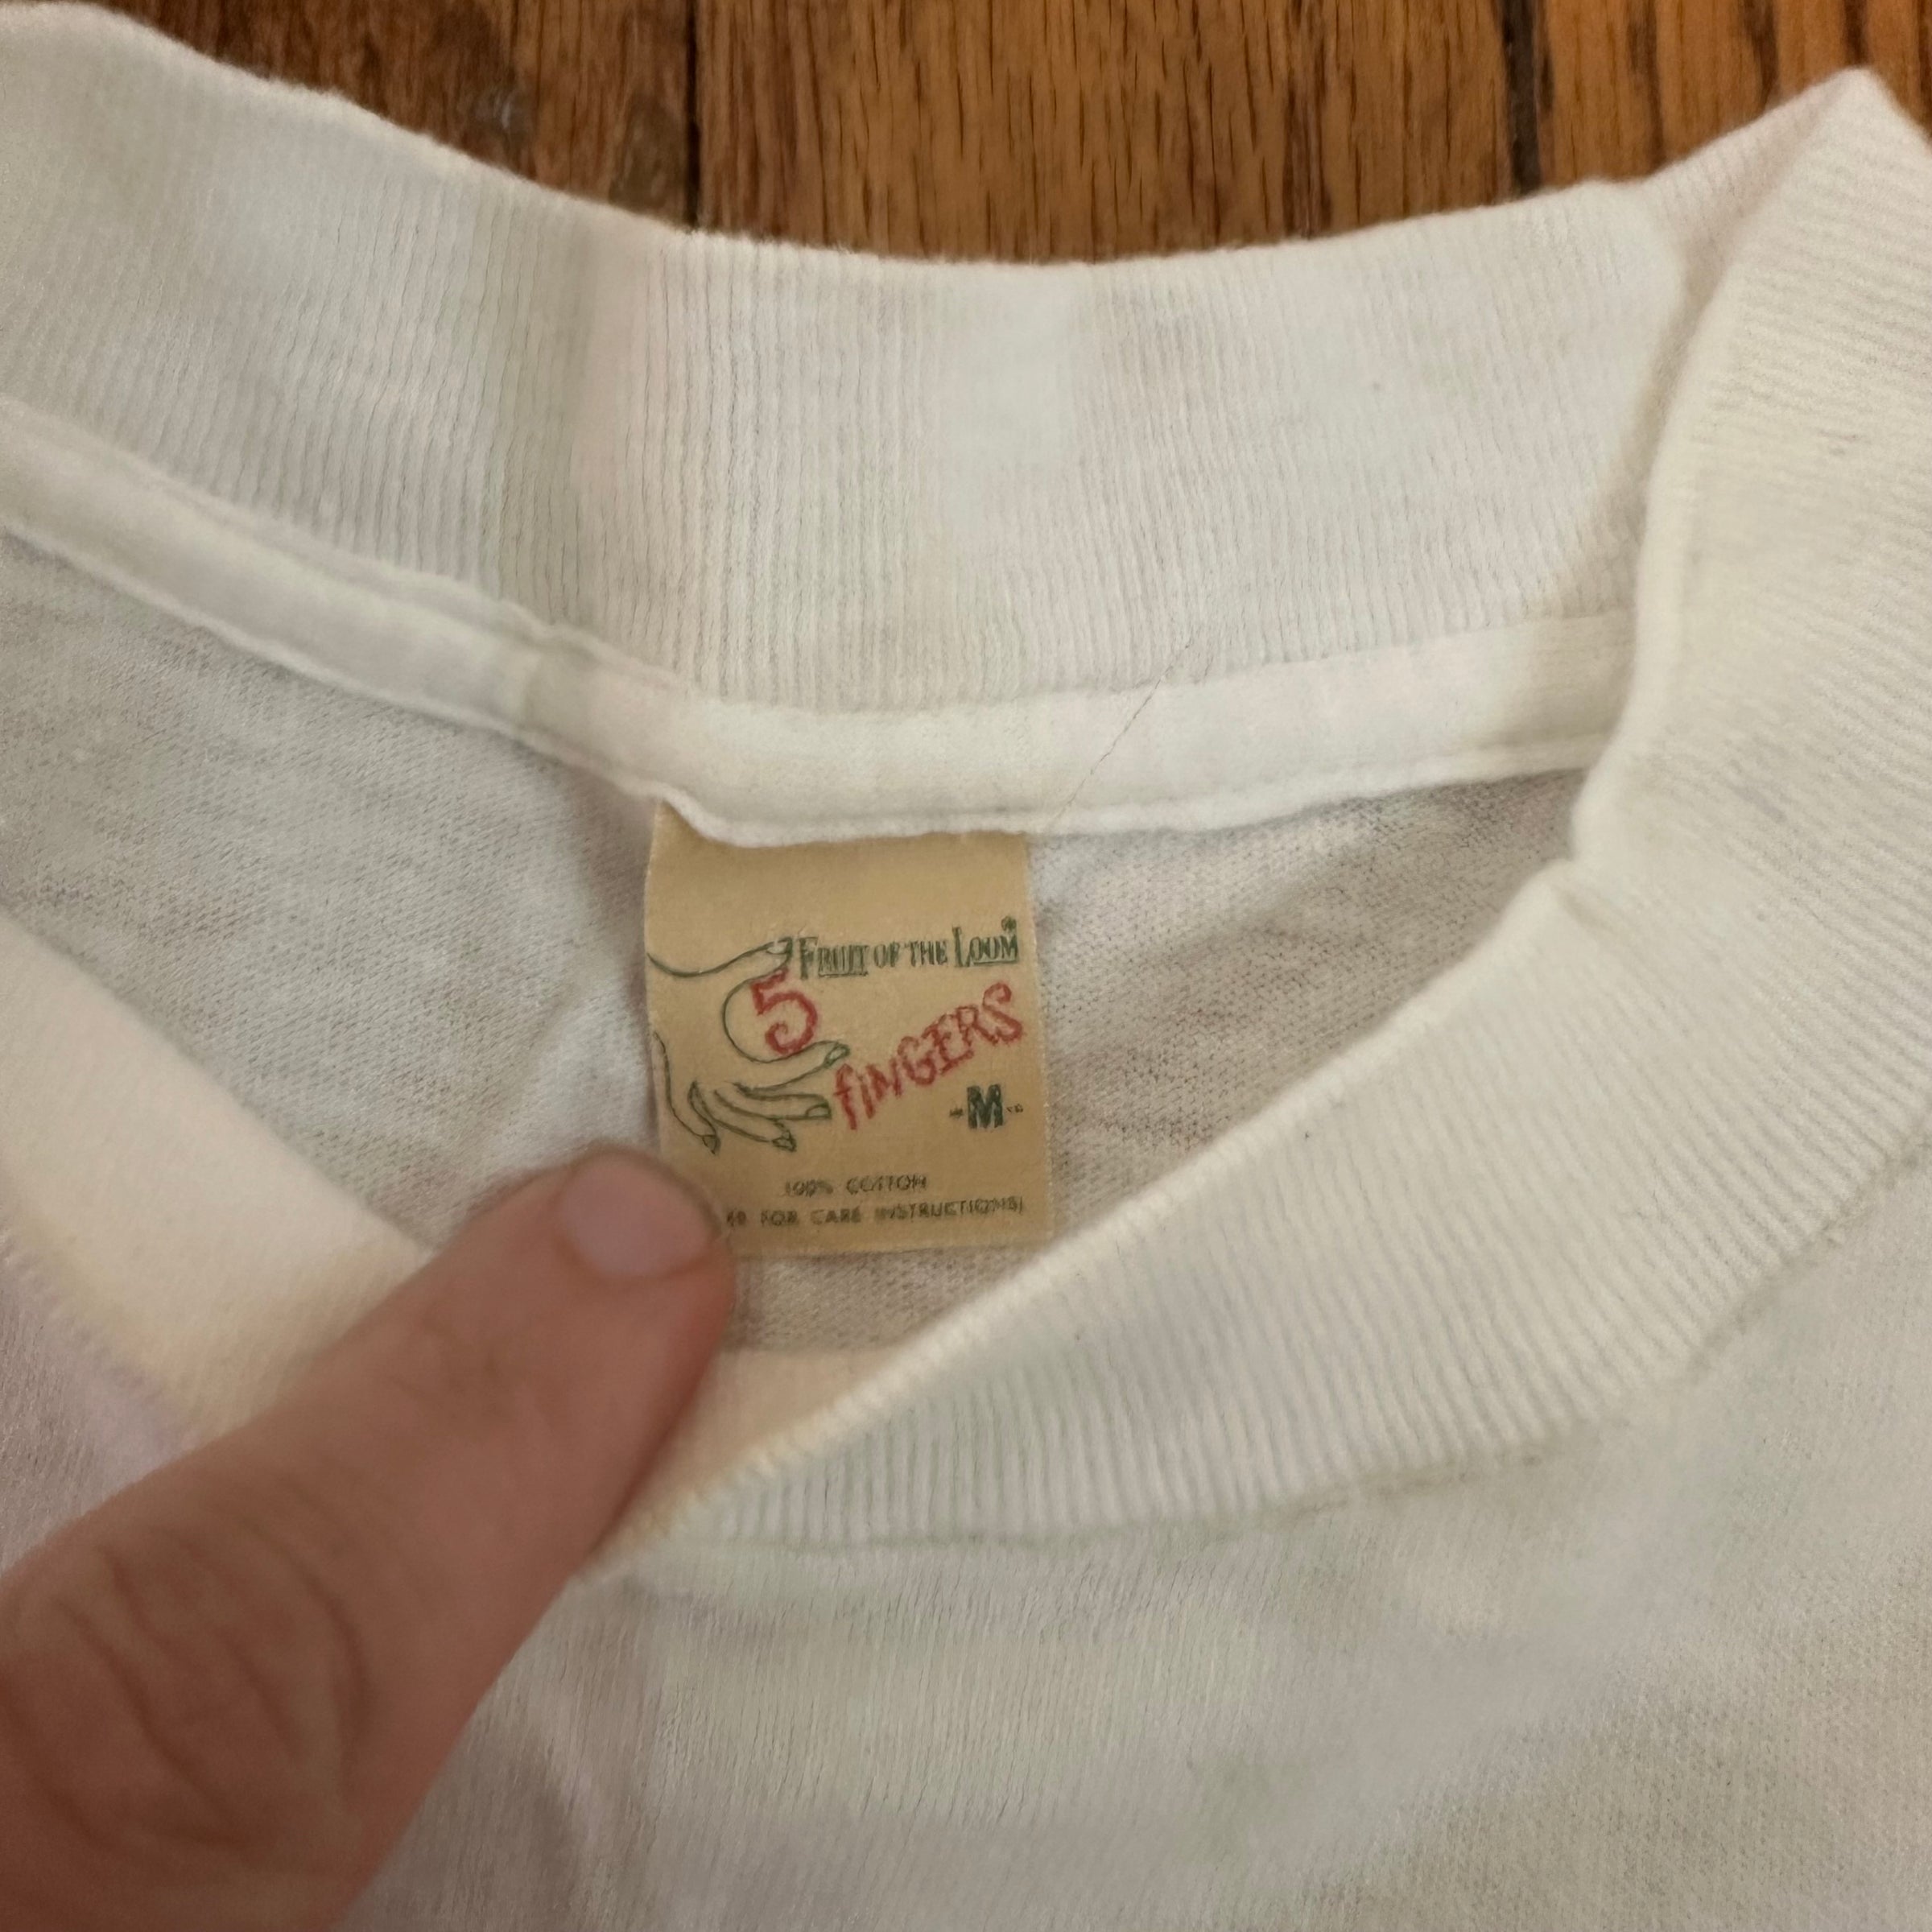 FRUIT OF THE LOOM®
5
fINGERS
-M-
100% COTTON
FOR CARE INSTRUCTIONS)